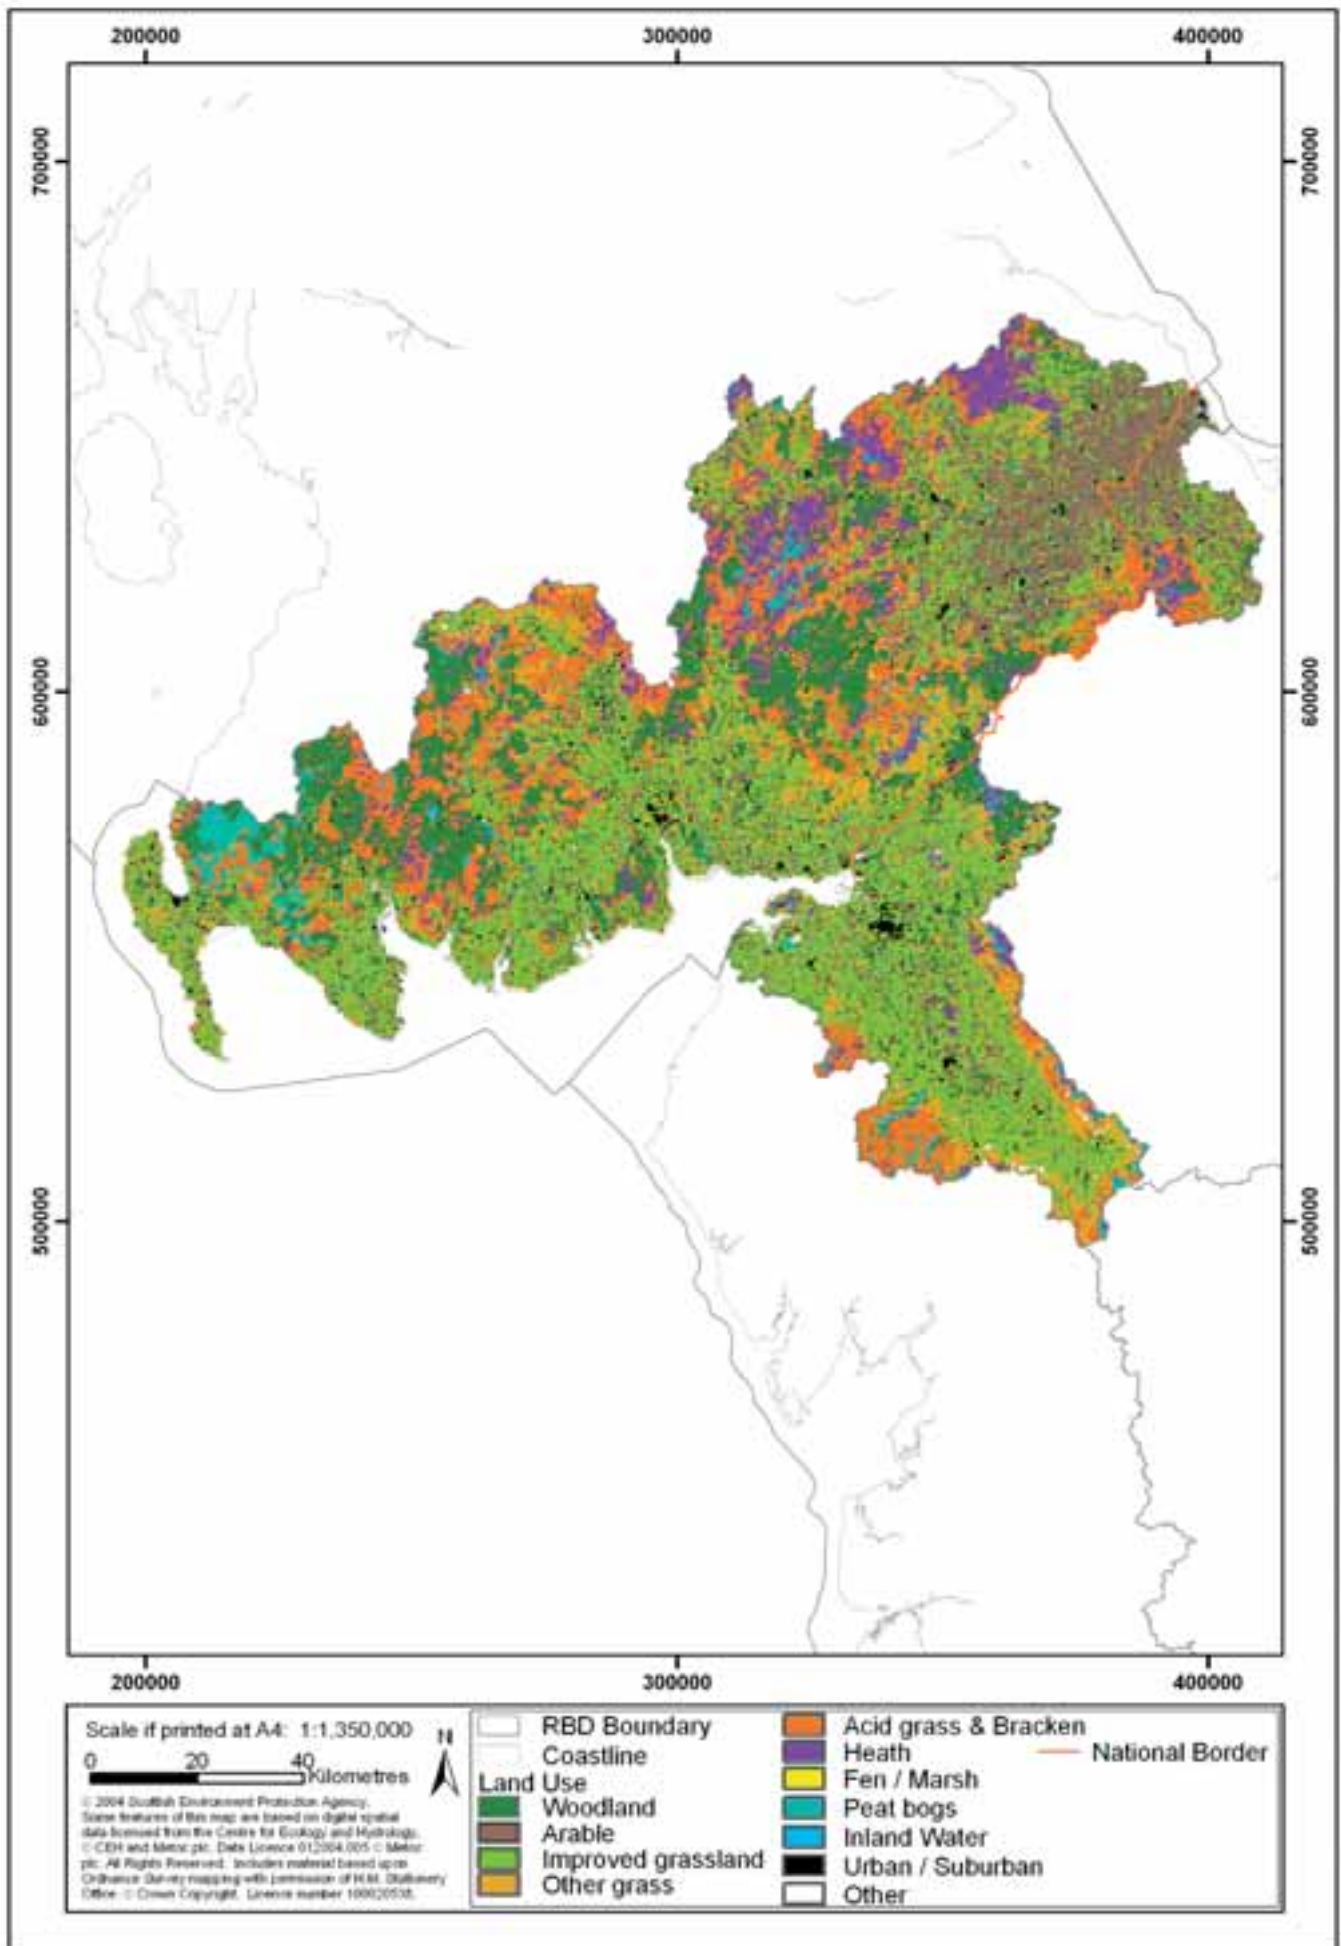 200000 300000 400000
700000 700000
600000 600000
500000 500000
200000 300000 400000
Scale if printed at A4: 1:1,350,000
N
0 20 40
Kilometres
© 2004 Scottish Environment Protection Agency.
Some features of this map are based on digital spatial
data licensed from the Centre for Ecology and Hydrology,
© CEH and Metoc plc. Data Licence 012004.005 © Metoc
plc. All Rights Reserved. Includes material based upon
Ordnance Survey mapping with permission of H.M. Stationery
Office © Crown Copyright. Licence number 100020538.
RBD Boundary
Coastline
Land Use
Woodland
Arable
Improved grassland
Other grass
Acid grass & Bracken
Heath
Fen / Marsh
Peat bogs
Inland Water
Urban / Suburban
Other
National Border